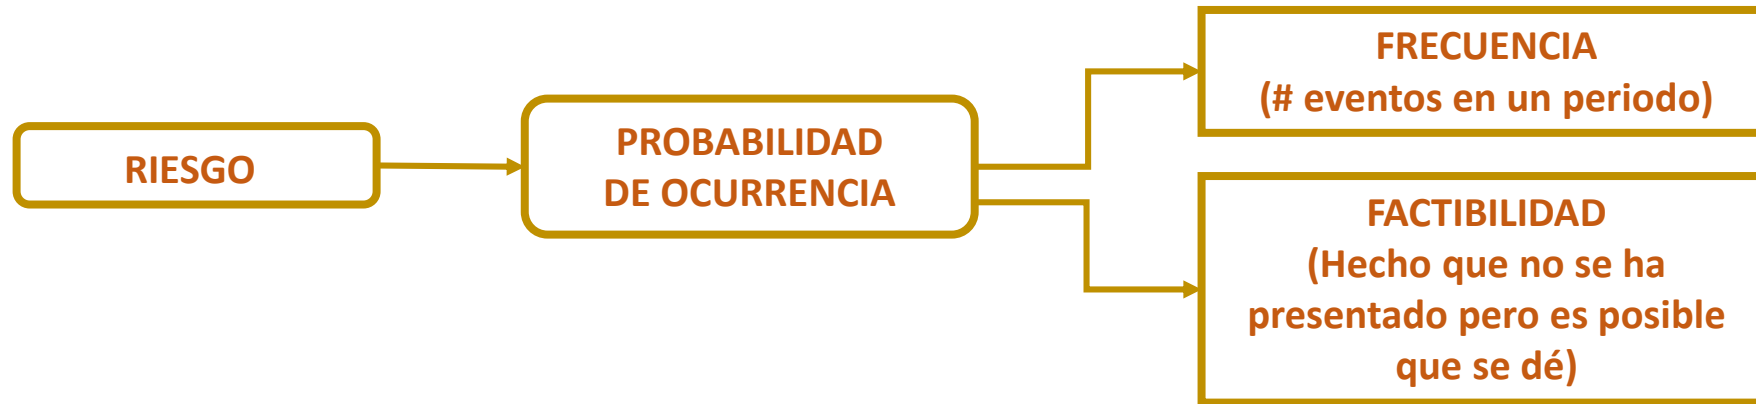 RIESGO
PROBABILIDAD
DE OCURRENCIA
FRECUENCIA
(# eventos en un periodo)
FACTIBILIDAD
(Hecho que no se ha
presentado pero es posible
que se dé)